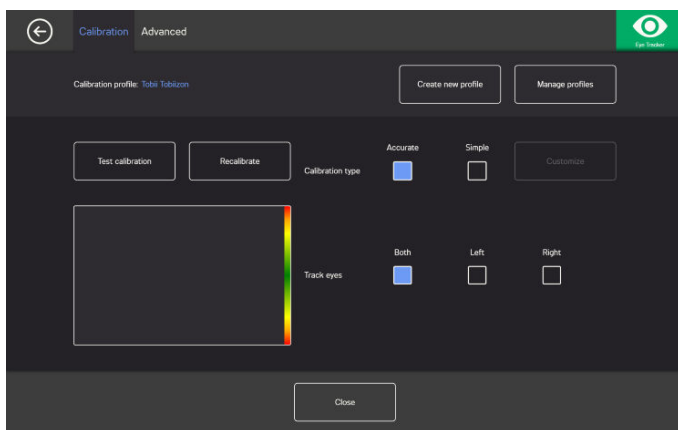 Calibration Advanced
Eye Tracker
Calibration profile: Tobii Tobiizon
Create new profile
Manage profiles
Test calibration
Recalibrate
Calibration type
Accurate
Simple
Customize
Track eyes
Both
Left
Right
Close